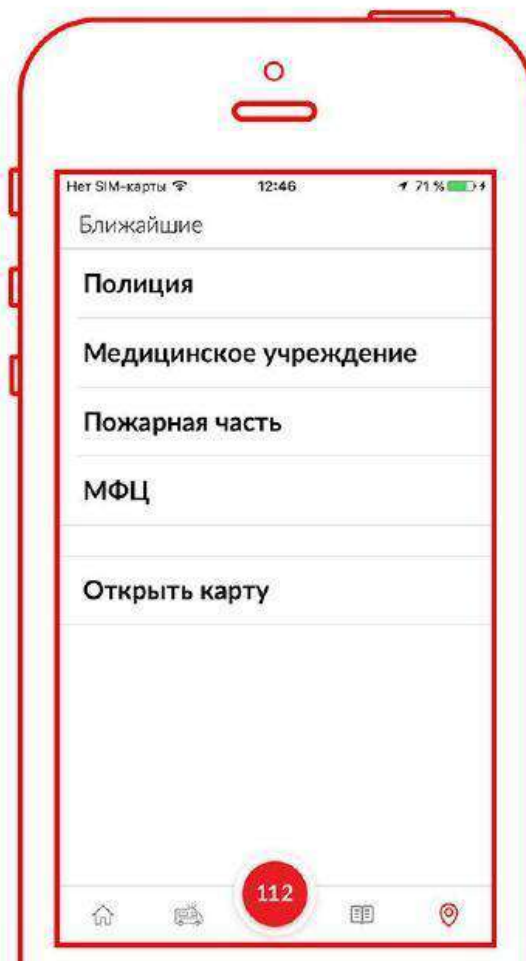 Нет SIM-карты 12:46 71 %
Ближайшие
Полиция
Медицинское учреждение
Пожарная часть
МФЦ
Открыть карту
112